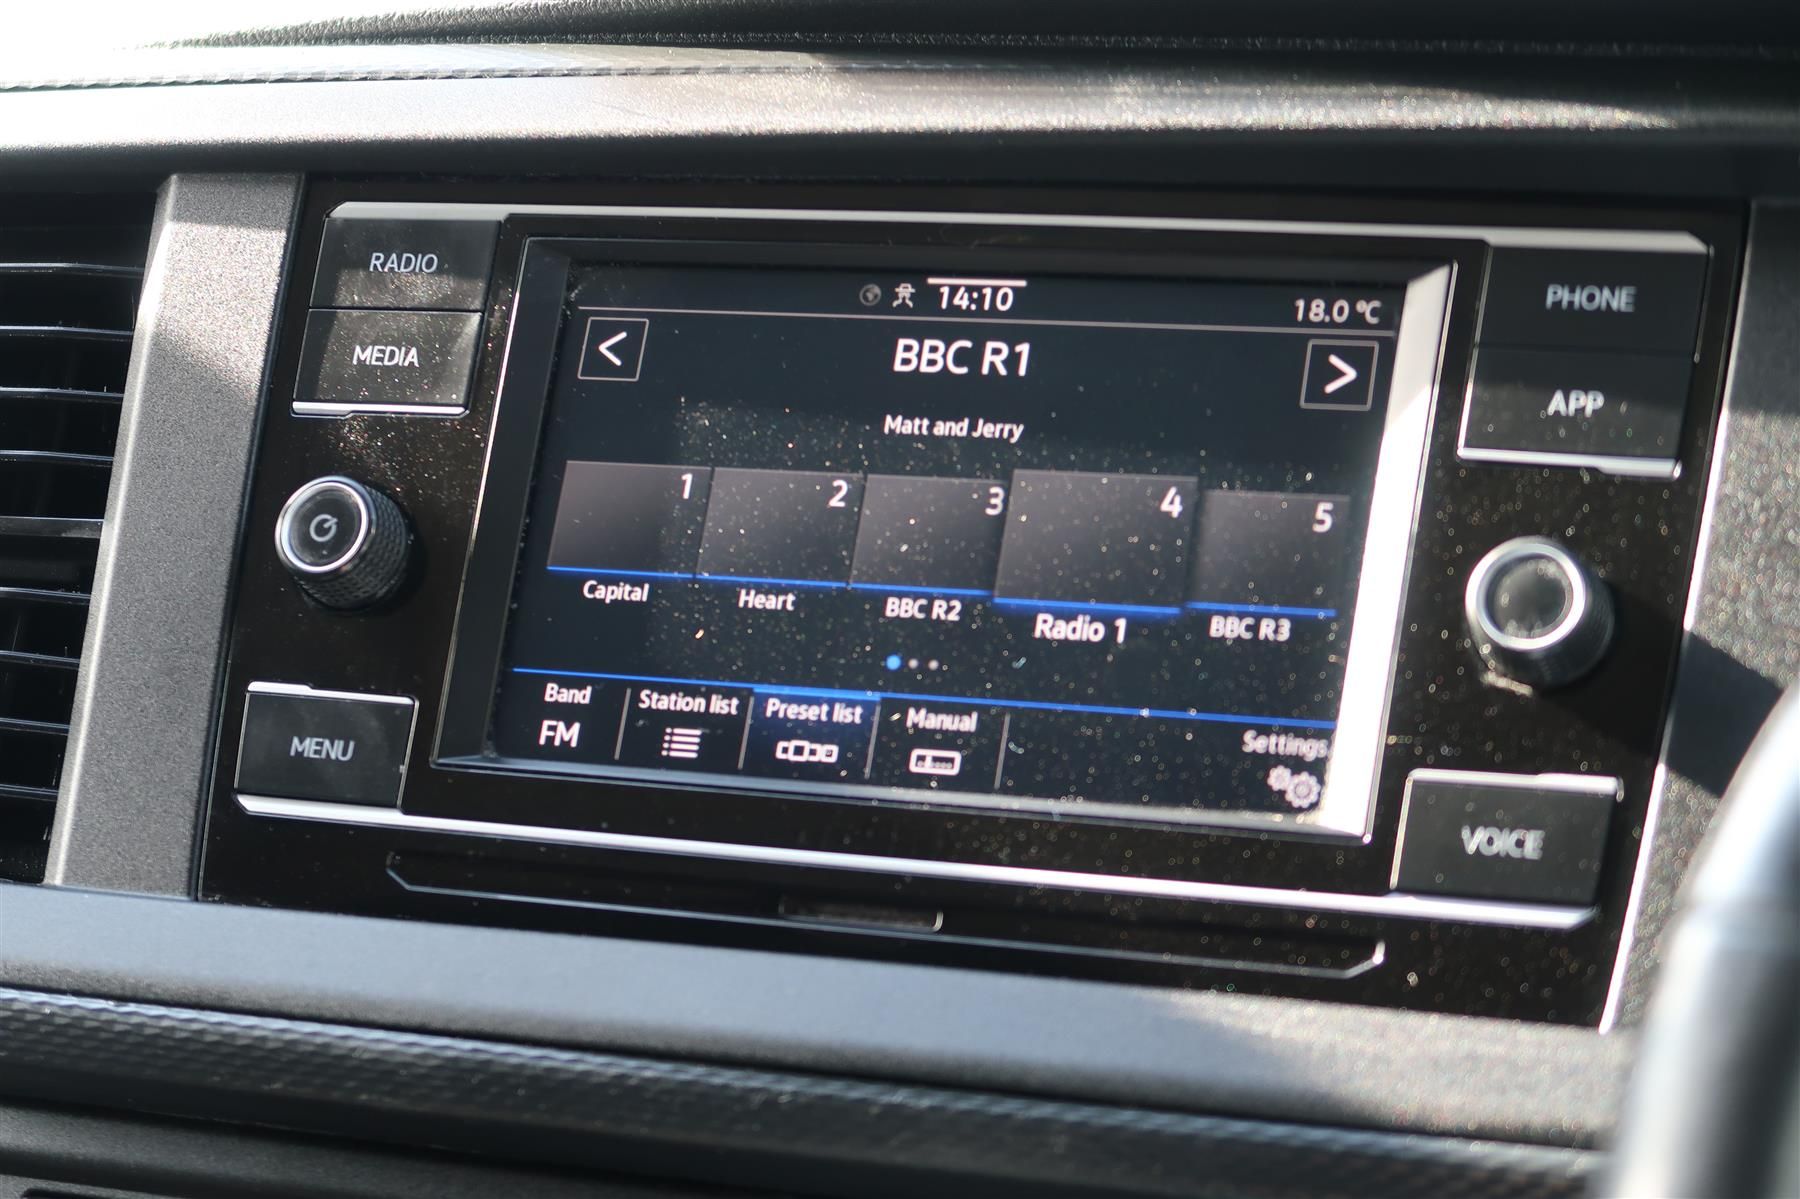 RADIO
MEDIA
MENU
PHONE
APP
VOICE
14:10
18.0 °C
<
BBC R1
>
Matt and Jerry
1
2
3
4
5
Capital
Heart
BBC R2
Radio 1
BBC R3
Band
FM
Station list
Preset list
Manual
Settings